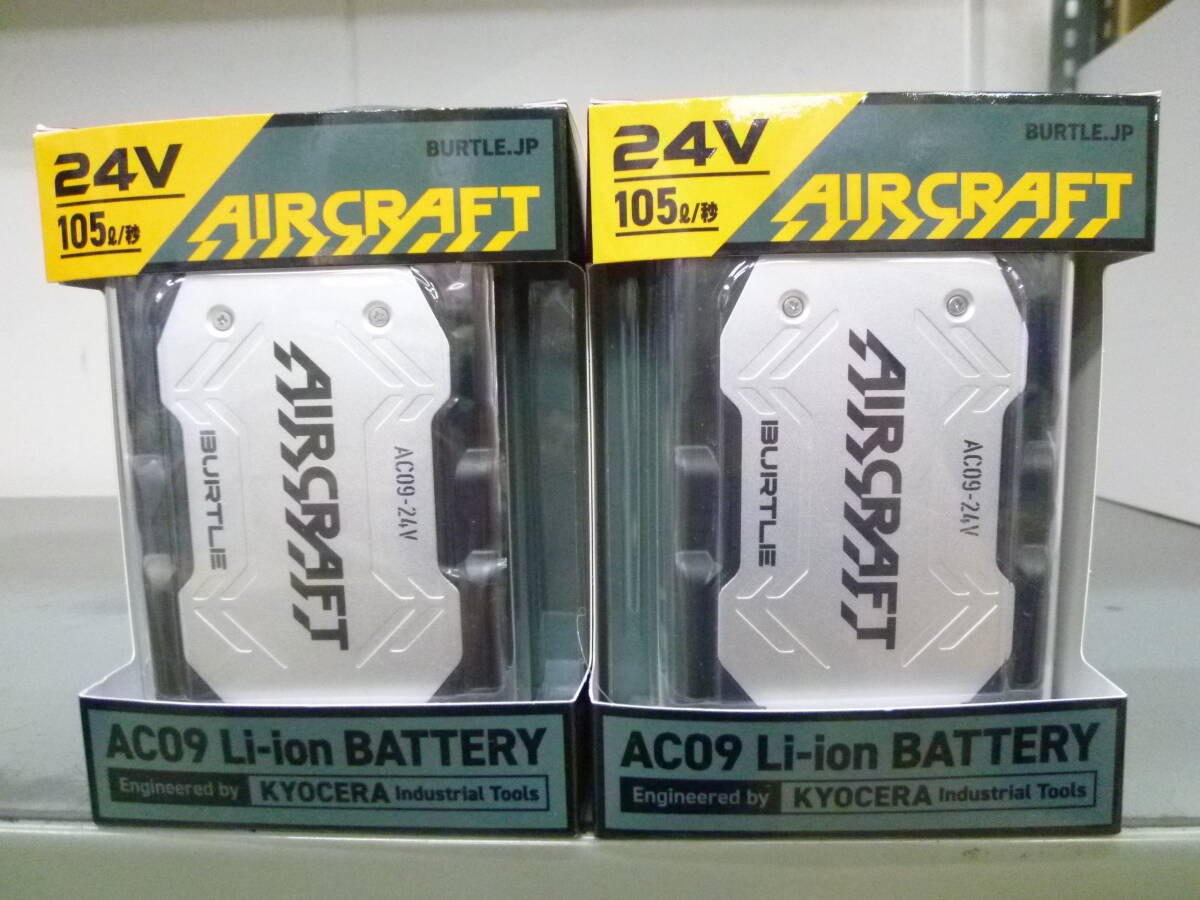 24V
105ℓ/秒
BURTLE.JP
AIRCRAFT
AIRCRAFT
BURTLE
AC09-24V
AC09 Li-ion BATTERY
Engineered by KYOCERA Industrial Tools
24V
105ℓ/秒
BURTLE.JP
AIRCRAFT
AIRCRAFT
BURTLE
AC09-24V
AC09 Li-ion BATTERY
Engineered by KYOCERA Industrial Tools